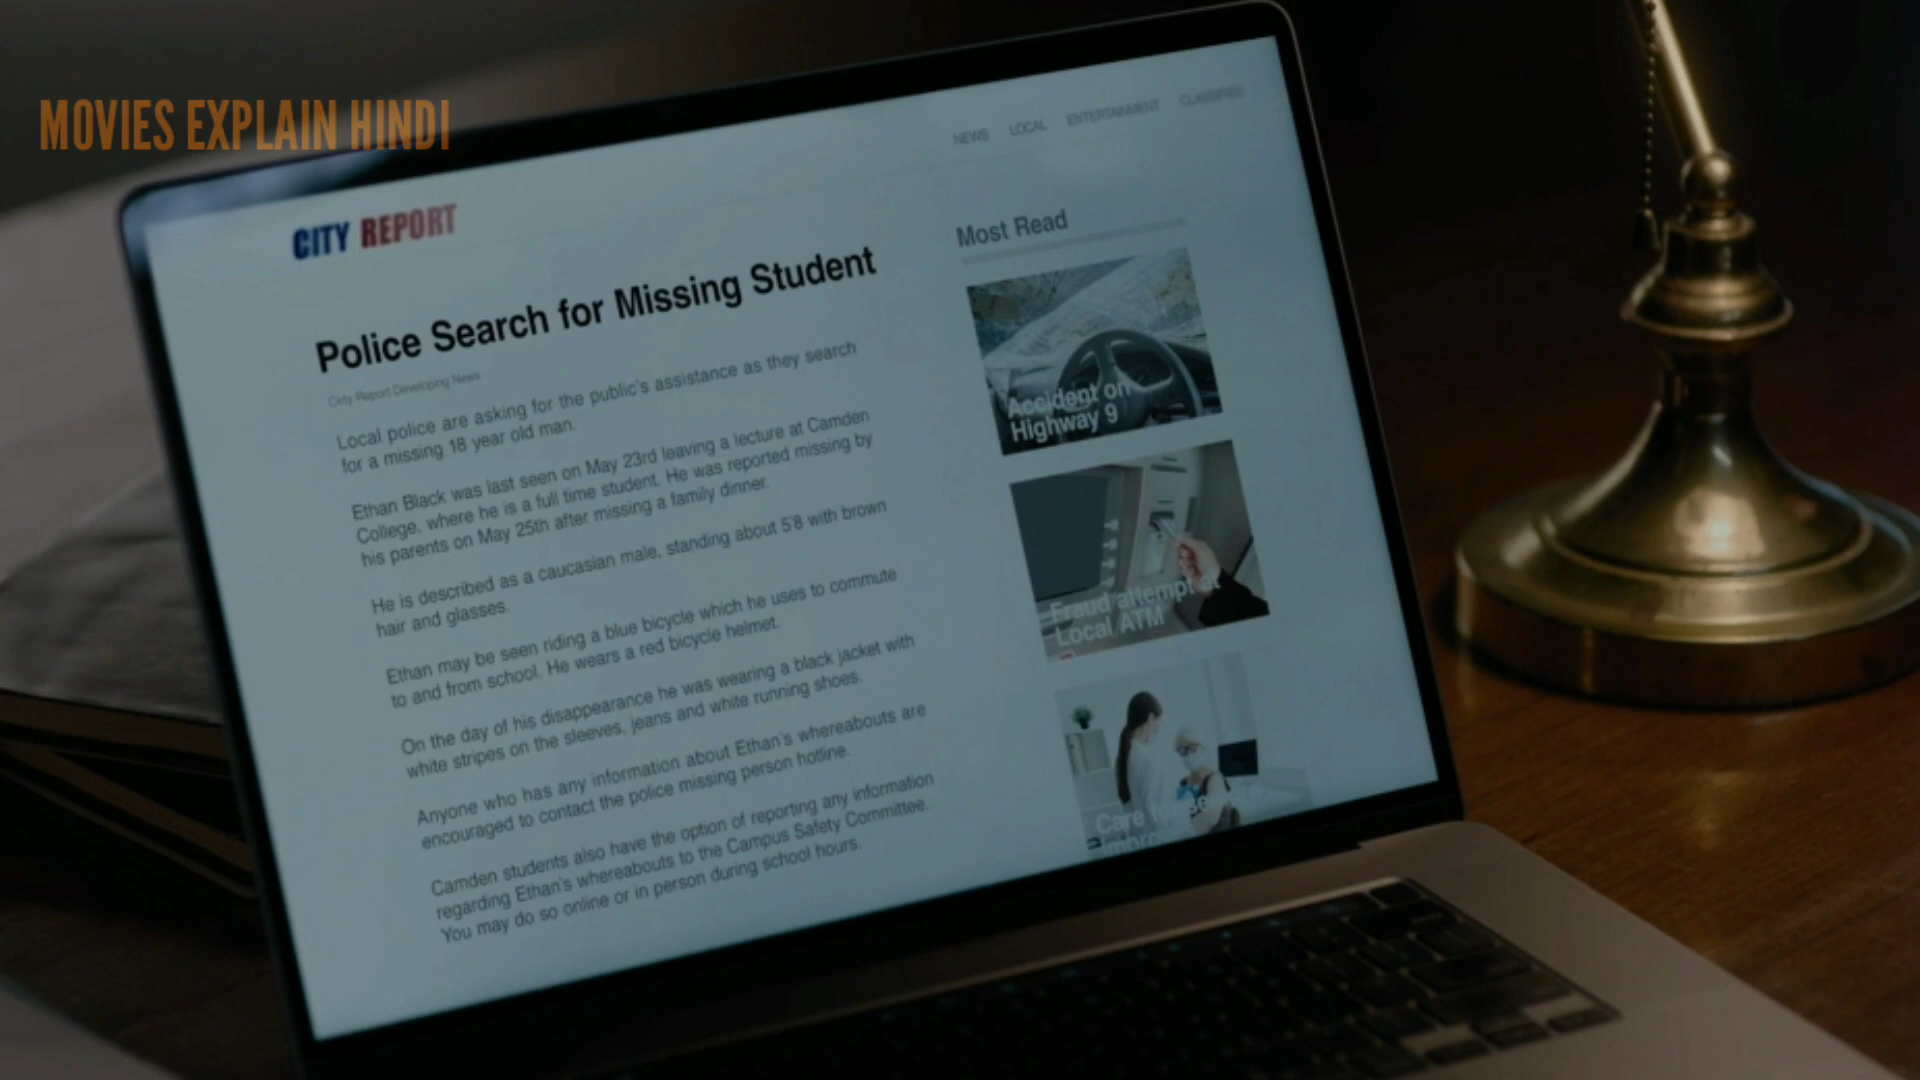 MOVIES EXPLAIN HINDI
NEWS LOCAL ENTERTAINMENT CLASSIFIED
CITY REPORT
Police Search for Missing Student
City Report Developing News
Local police are asking for the public's assistance as they search
for a missing 18 year old man.
Ethan Black was last seen on May 23rd leaving a lecture at Camden
College, where he is a full time student. He was reported missing by
his parents on May 25th after missing a family dinner.
He is described as a caucasian male, standing about 5'8 with brown
hair and glasses.
Ethan may be seen riding a blue bicycle which he uses to commute
to and from school. He wears a red bicycle helmet.
On the day of his disappearance he was wearing a black jacket with
white stripes on the sleeves, jeans and white running shoes.
Anyone who has any information about Ethan's whereabouts are
encouraged to contact the police missing person hotline.
Camden students also have the option of reporting any information
regarding Ethan's whereabouts to the Campus Safety Committee.
You may do so online or in person during school hours.
Most Read
Accident on
Highway 9
Fraud attempt
Local ATM
Care